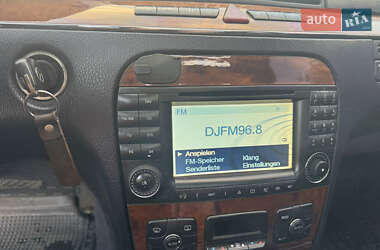 auto RIA
FM
DJFM96.8
Anspielen
FM-Speicher Klang
Senderliste Einstellungen